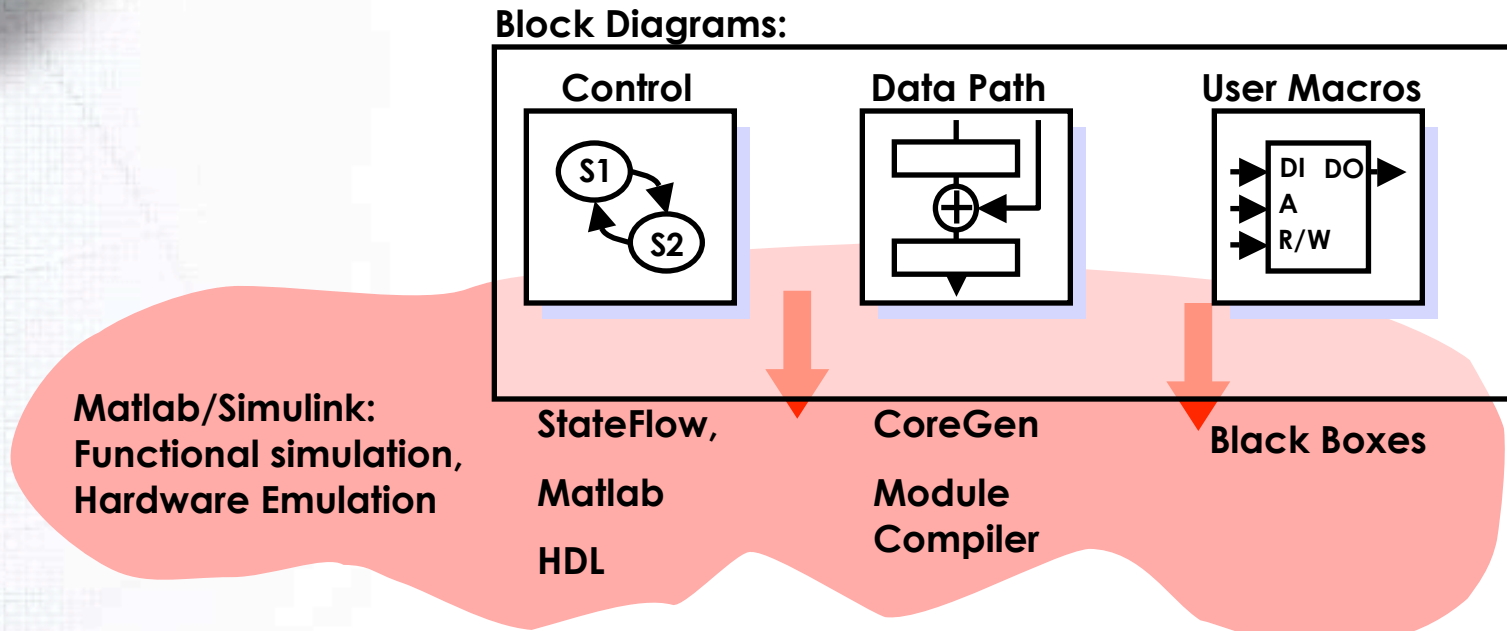 Block Diagrams:
Control
Data Path
User Macros
S1
S2
DI DO
A
R/W
Matlab/Simulink:
Functional simulation,
Hardware Emulation
StateFlow,
Matlab
HDL
CoreGen
Module
Compiler
Black Boxes